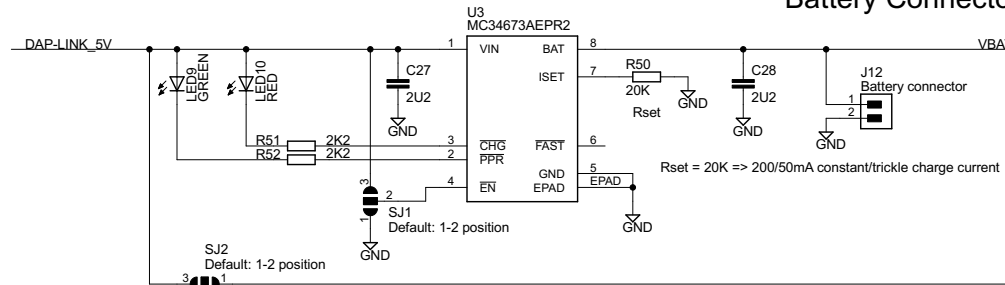 Battery Connecto
U3
MC34673AEPR2
DAP-LINK_5V
1
VIN
BAT
8
VBA
LED9
GREEN
LED10
RED
C27
2U2
GND
ISET
7
R50
20K
Rset
GND
C28
2U2
GND
J12
Battery connector
1
2
GND
R51
2K2
3
CHG
FAST
6
R52
2K2
2
PPR
Rset = 20K => 200/50mA constant/trickle charge current
GND
5
4
EN
EPAD
EPAD
GND
3
2
1
SJ1
Default: 1-2 position
GND
SJ2
Default: 1-2 position
3
1